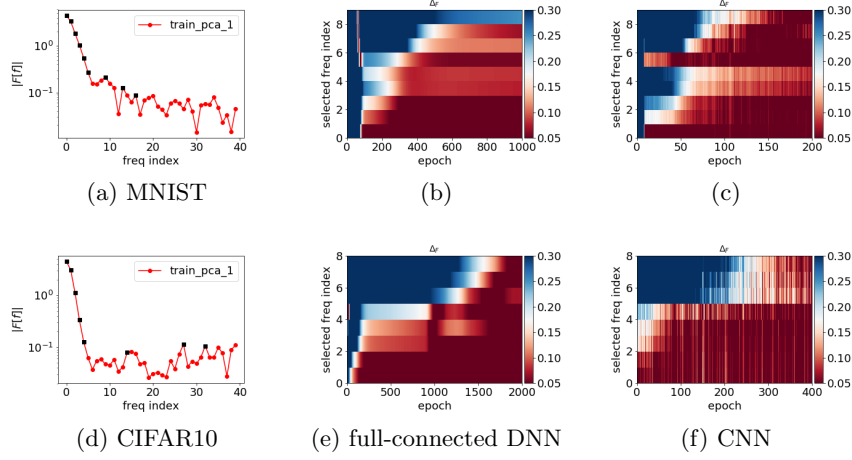 train_pca_1
|F[f]|
10⁰
10⁻¹
0 10 20 30 40
freq index
(a) MNIST
Δ_F
selected freq index
8
6
4
2
0
0 200 400 600 800 1000
epoch
0.30
0.25
0.20
0.15
0.10
0.05
(b)
Δ_F
selected freq index
8
6
4
2
0
0 50 100 150 200
epoch
0.30
0.25
0.20
0.15
0.10
0.05
(c)
train_pca_1
|F[f]|
10⁰
10⁻¹
0 10 20 30 40
freq index
(d) CIFAR10
Δ_F
selected freq index
8
6
4
2
0
0 500 1000 1500 2000
epoch
0.30
0.25
0.20
0.15
0.10
0.05
(e) full-connected DNN
Δ_F
selected freq index
8
6
4
2
0
0 100 200 300 400
epoch
0.30
0.25
0.20
0.15
0.10
0.05
(f) CNN